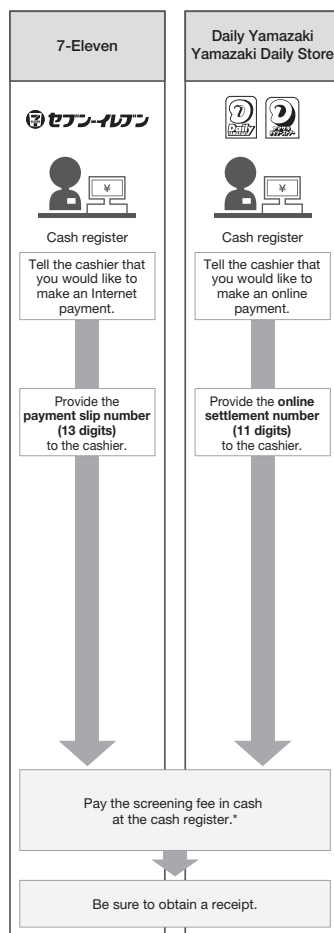 7-Eleven
セブン-イレブン
Cash register
Tell the cashier that
you would like to
make an Internet
payment.
Provide the
payment slip number
(13 digits)
to the cashier.
Daily Yamazaki
Yamazaki Daily Store
Daily
Cash register
Tell the cashier that
you would like to
make an online
payment.
Provide the online
settlement number
(11 digits)
to the cashier.
Pay the screening fee in cash
at the cash register.*
Be sure to obtain a receipt.